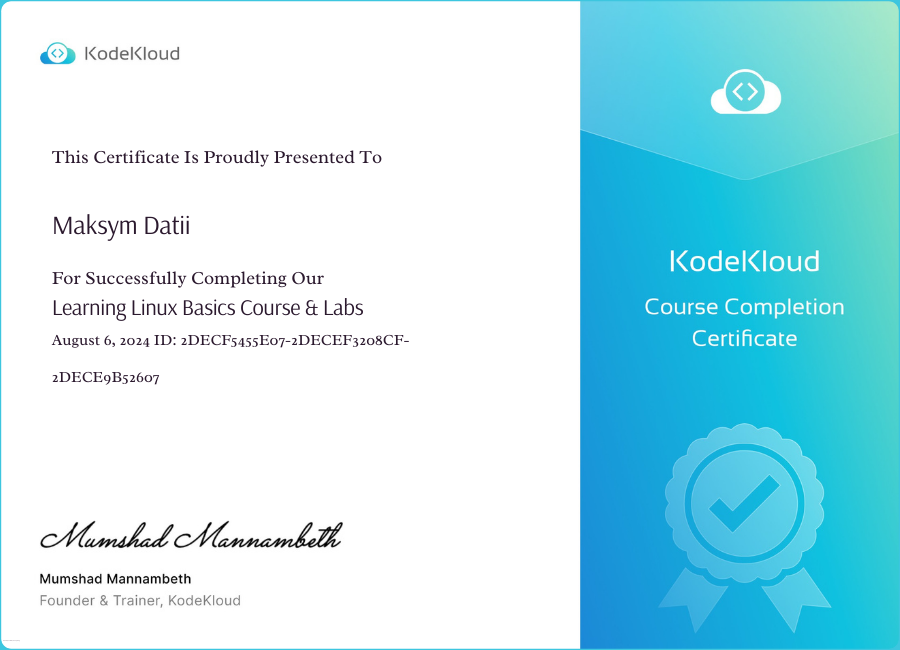 KodeKloud
This Certificate Is Proudly Presented To
Maksym Datii
For Successfully Completing Our
Learning Linux Basics Course & Labs
August 6, 2024 ID: 2DECF5455E07-2DECEF3208CF-
2DECE9B52607
Mumshad Mannambeth
Mumshad Mannambeth
Founder & Trainer, KodeKloud
KodeKloud
Course Completion
Certificate